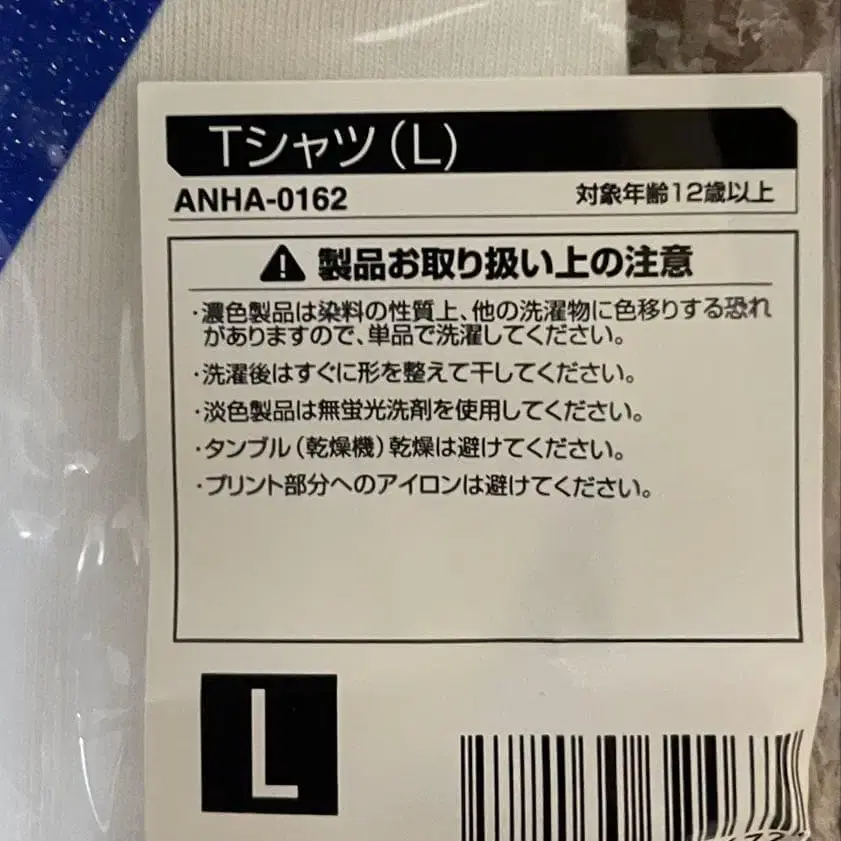 Tシャツ(L)
ANHA-0162
対象年齢12歳以上
製品お取り扱い上の注意
・濃色製品は染料の性質上、他の洗濯物に色移りする恐れ
がありますので、単品で洗濯してください。
・洗濯後はすぐに形を整えて干してください。
・淡色製品は無蛍光洗剤を使用してください。
・タンブル(乾燥機)乾燥は避けてください。
・プリント部分へのアイロンは避けてください。
L